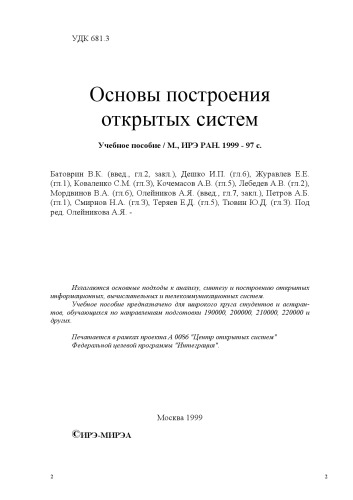 УДК 681.3
Основы построения
открытых систем
Учебное пособие / М., ИРЭ РАН. 1999 - 97 с.
Батоврин В.К. (введ., гл.2, закл.), Дешко И.П. (гл.6), Журавлев Е.Е.
(гл.1), Коваленко С.М. (гл.3), Кочемасов А.В. (гл.5), Лебедев А.В. (гл.2),
Мордвинов В.А. (гл.6), Олейников А.Я. (введ., гл.7, закл.), Петров А.Б.
(гл.1), Смирнов Н.А. (гл.3), Теряев Е.Д. (гл.5), Тювин Ю.Д. (гл.3). Под
ред. Олейникова А.Я. -
Излагаются основные подходы к анализу, синтезу и построению открытых
информационных, вычислительных и телекоммуникационных систем.
Учебное пособие предназначено для широкого круга студентов и аспиран-
тов, обучающихся по направлениям подготовки 190000, 200000, 210000, 220000 и
других.
Печатается в рамках проекта А 0086 "Центр открытых систем"
Федеральной целевой программы "Интеграция".
Москва 1999
©ИРЭ-МИРЭА
2 2